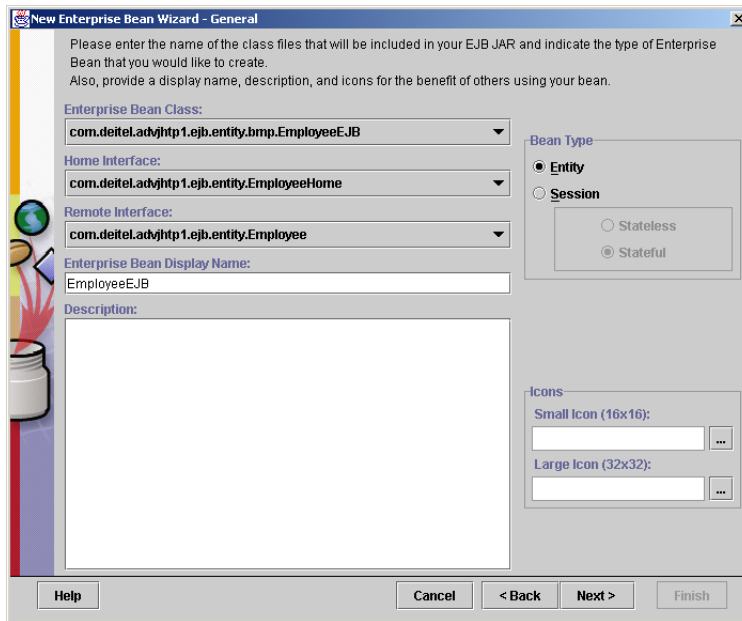 New Enterprise Bean Wizard - General
Please enter the name of the class files that will be included in your EJB JAR and indicate the type of Enterprise
Bean that you would like to create.
Also, provide a display name, description, and icons for the benefit of others using your bean.
Enterprise Bean Class:
com.deitel.advjhtp1.ejb.entity.bmp.EmployeeEJB
Home Interface:
com.deitel.advjhtp1.ejb.entity.EmployeeHome
Remote Interface:
com.deitel.advjhtp1.ejb.entity.Employee
Enterprise Bean Display Name:
EmployeeEJB
Description:
Bean Type
Entity
Session
Stateless
Stateful
Icons
Small Icon (16x16):
...
Large Icon (32x32):
...
Help
Cancel
< Back
Next >
Finish